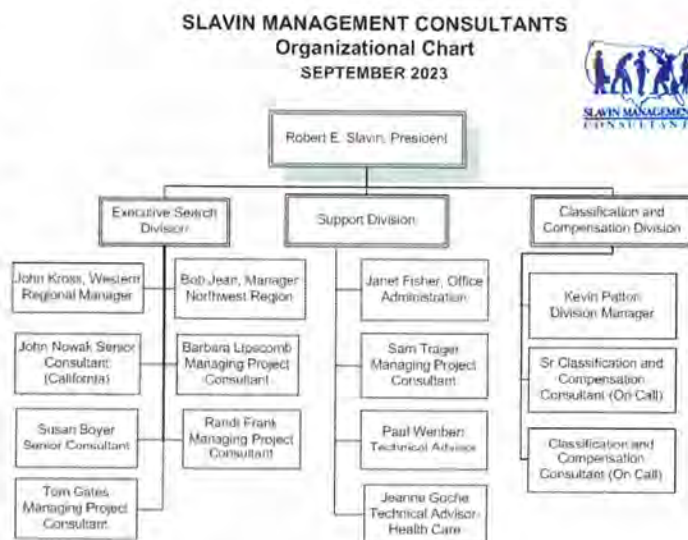 SLAVIN MANAGEMENT CONSULTANTS
Organizational Chart
SEPTEMBER 2023
SLAVIN MANAGEMENT
CONSULTANT
Robert E. Slavin, President
Executive Search
Division
Support Division
Classification and
Compensation Division
John Kross, Western
Regional Manager
Bob Jean, Manager
Northwest Region
Janet Fisher, Office
Administration
Kevin Patton
Division Manager
John Nowak Senior
Consultant
(California)
Barbara Lipscomb
Managing Project
Consultant
Sam Trager
Managing Project
Consultant
Sr Classification and
Compensation
Consultant (On Call)
Susan Boyer
Senior Consultant
Randi Frank
Managing Project
Consultant
Paul
Technical Advisor
Classification and
Compensation
Consultant (On Call)
Tom Gates
Managing Project
Consultant
Jeanne Goche
Technical Advisor-
Health Care